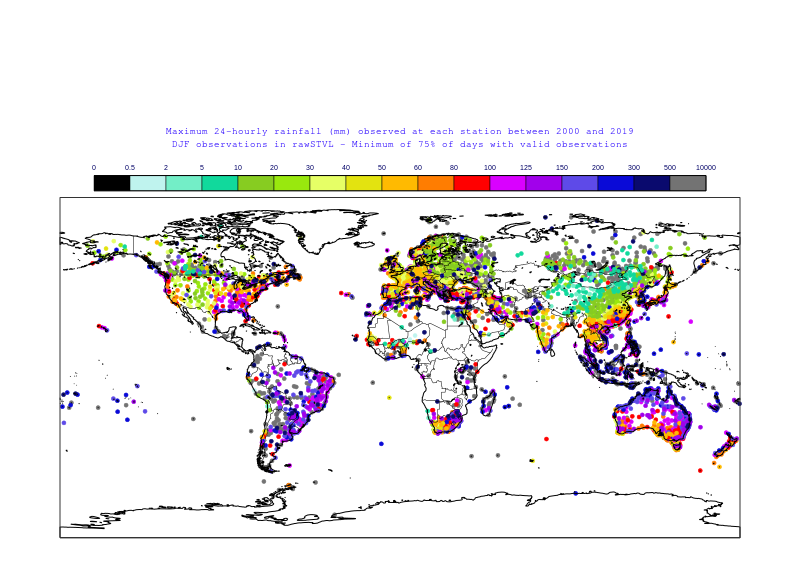 Maximum 24-hourly rainfall (mm) observed at each station between 2000 and 2019
DJF observations in rawSTVL - Minimum of 75% of days with valid observations
0 0.5 2 5 10 20 30 40 50 60 80 100 125 150 200 300 500 10000